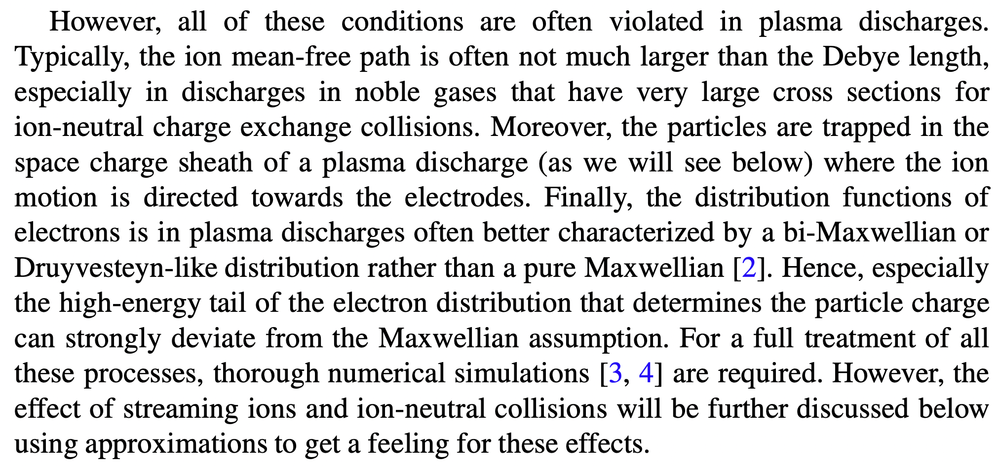 However, all of these conditions are often violated in plasma discharges.
Typically, the ion mean-free path is often not much larger than the Debye length,
especially in discharges in noble gases that have very large cross sections for
ion-neutral charge exchange collisions. Moreover, the particles are trapped in the
space charge sheath of a plasma discharge (as we will see below) where the ion
motion is directed towards the electrodes. Finally, the distribution functions of
electrons is in plasma discharges often better characterized by a bi-Maxwellian or
Druyvesteyn-like distribution rather than a pure Maxwellian [2]. Hence, especially
the high-energy tail of the electron distribution that determines the particle charge
can strongly deviate from the Maxwellian assumption. For a full treatment of all
these processes, thorough numerical simulations [3, 4] are required. However, the
effect of streaming ions and ion-neutral collisions will be further discussed below
using approximations to get a feeling for these effects.